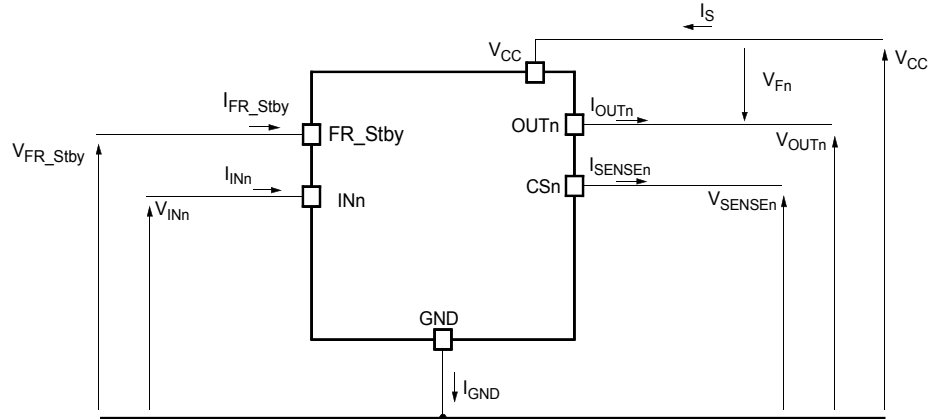 I_S
V_CC
V_CC
V_Fn
I_FR_Stby
I_OUTn
FR_Stby
OUTn
V_FR_Stby
V_OUTn
I_INn
I_SENSEn
INn
CSn
V_INn
V_SENSEn
GND
I_GND